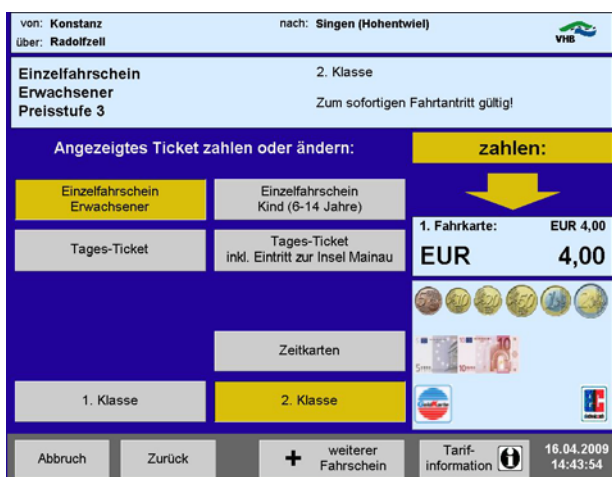 von: Konstanz
nach: Singen (Hohentwiel)
über: Radolfzell
VHB
Einzelfahrschein
Erwachsener
Preisstufe 3
2. Klasse
Zum sofortigen Fahrtantritt gültig!
Angezeigtes Ticket zahlen oder ändern:
zahlen:
Einzelfahrschein
Erwachsener
Einzelfahrschein
Kind (6-14 Jahre)
Tages-Ticket
Tages-Ticket
inkl. Eintritt zur Insel Mainau
1. Fahrkarte: EUR 4,00
EUR 4,00
Zeitkarten
1. Klasse
2. Klasse
Abbruch
Zurück
+ weiterer
Fahrschein
Tarif-
information
16.04.2009
14:43:54